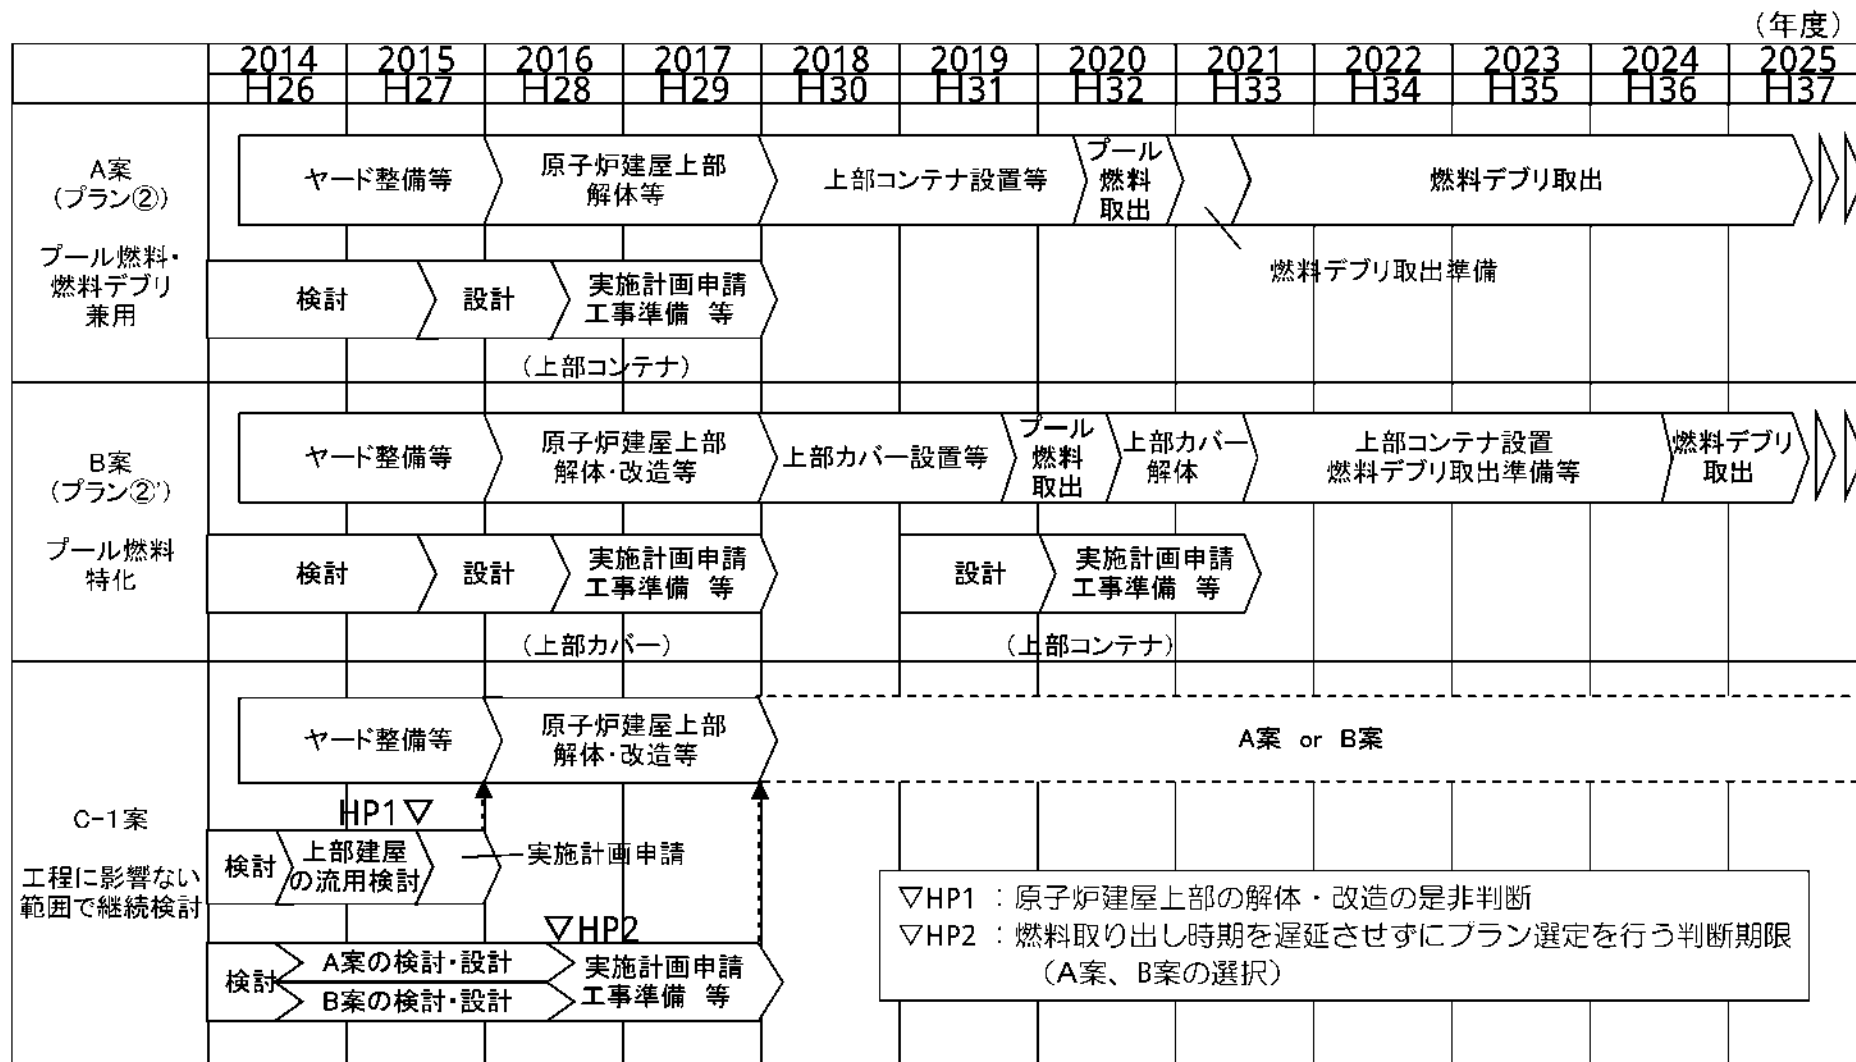 （年度）
2014 2015 2016 2017 2018 2019 2020 2021 2022 2023 2024 2025
H26 H27 H28 H29 H30 H31 H32 H33 H34 H35 H36 H37
A案
(プラン②)
プール燃料・
燃料デブリ
兼用
ヤード整備等
原子炉建屋上部
解体等
上部コンテナ設置等
プール
燃料
取出
燃料デブリ取出
燃料デブリ取出準備
検討
設計
実施計画申請
工事準備 等
(上部コンテナ)
B案
(プラン②')
プール燃料
特化
ヤード整備等
原子炉建屋上部
解体・改造等
上部カバー設置等
プール
燃料
取出
上部カバー
解体
上部コンテナ設置
燃料デブリ取出準備等
燃料デブリ
取出
検討
設計
実施計画申請
工事準備 等
(上部カバー)
設計
実施計画申請
工事準備 等
(上部コンテナ)
C-1案
工程に影響ない
範囲で継続検討
ヤード整備等
原子炉建屋上部
解体・改造等
A案 or B案
HP1▽
検討
上部建屋
の流用検討
実施計画申請
▽HP2
検討
A案の検討・設計
B案の検討・設計
実施計画申請
工事準備 等
▽HP1 ：原子炉建屋上部の解体・改造の是非判断
▽HP2 ：燃料取り出し時期を遅延させずにプラン選定を行う判断期限
（A案、B案の選択）